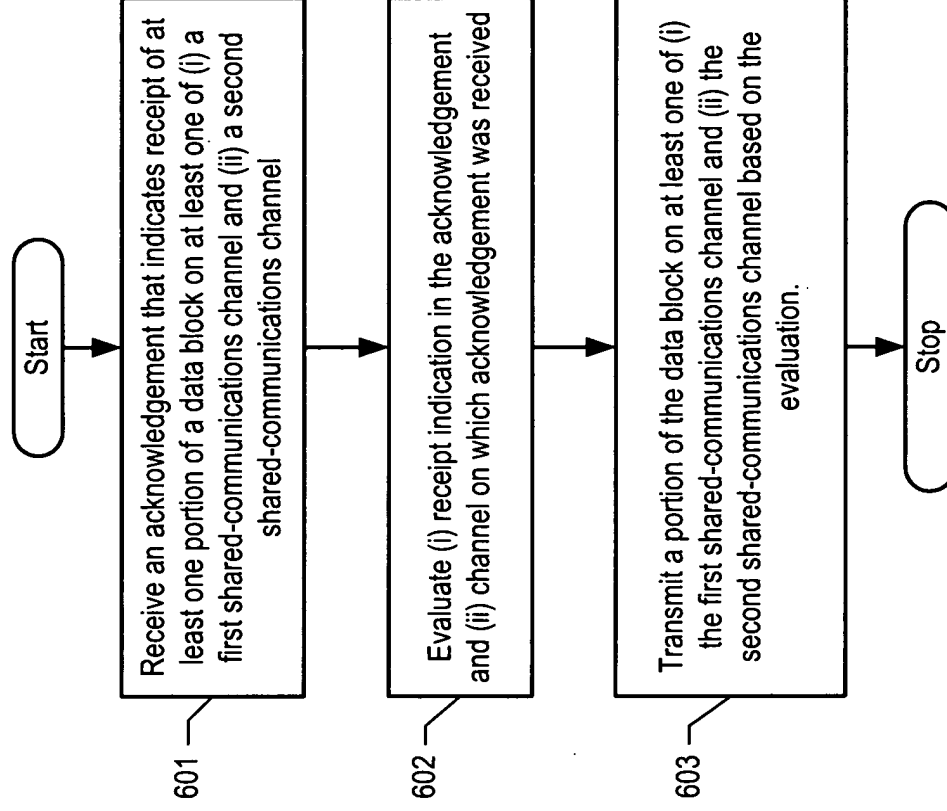 Start
601
Receive an acknowledgement that indicates receipt of at
least one portion of a data block on at least one of (i) a
first shared-communications channel and (ii) a second
shared-communications channel
602
Evaluate (i) receipt indication in the acknowledgement
and (ii) channel on which acknowledgement was received
603
Transmit a portion of the data block on at least one of (i)
the first shared-communications channel and (ii) the
second shared-communications channel based on the
evaluation.
Stop